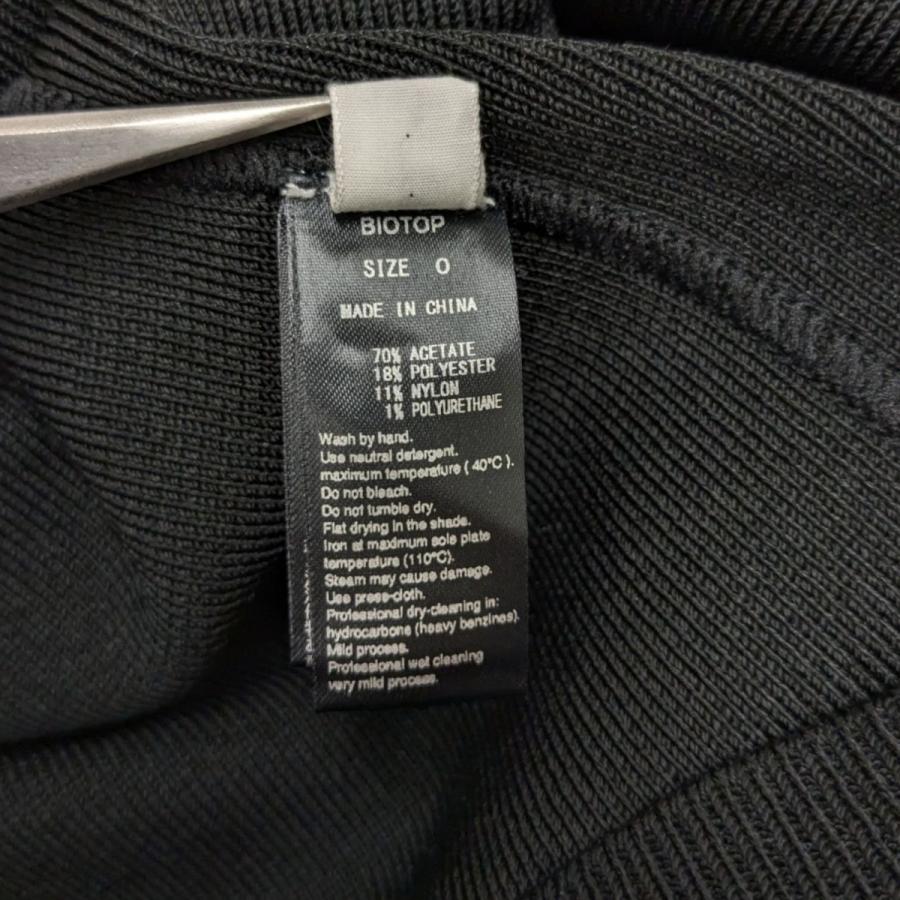 BIOTOP
SIZE 0
MADE IN CHINA
70% ACETATE
18% POLYESTER
11% NYLON
1% POLYURETHANE
Wash by hand.
Use neutral detergent.
maximum temperature ( 40°C ).
Do not bleach.
Do not tumble dry.
Flat drying in the shade.
Iron at maximum sole plate
temperature (110°C).
Steam may cause damage.
Use press-cloth.
Professional dry-cleaning in:
hydrocarbons (heavy benzines).
Mild process.
Professional wet cleaning
very mild process.